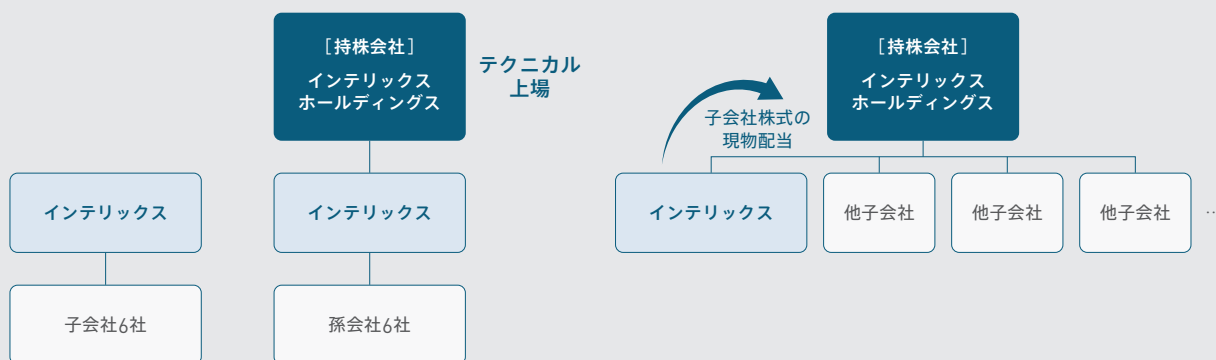 インテリックス
子会社6社
［持株会社］
インテリックス
ホールディングス
テクニカル
上場
インテリックス
孫会社6社
［持株会社］
インテリックス
ホールディングス
子会社株式の
現物配当
インテリックス
他子会社
他子会社
他子会社
…